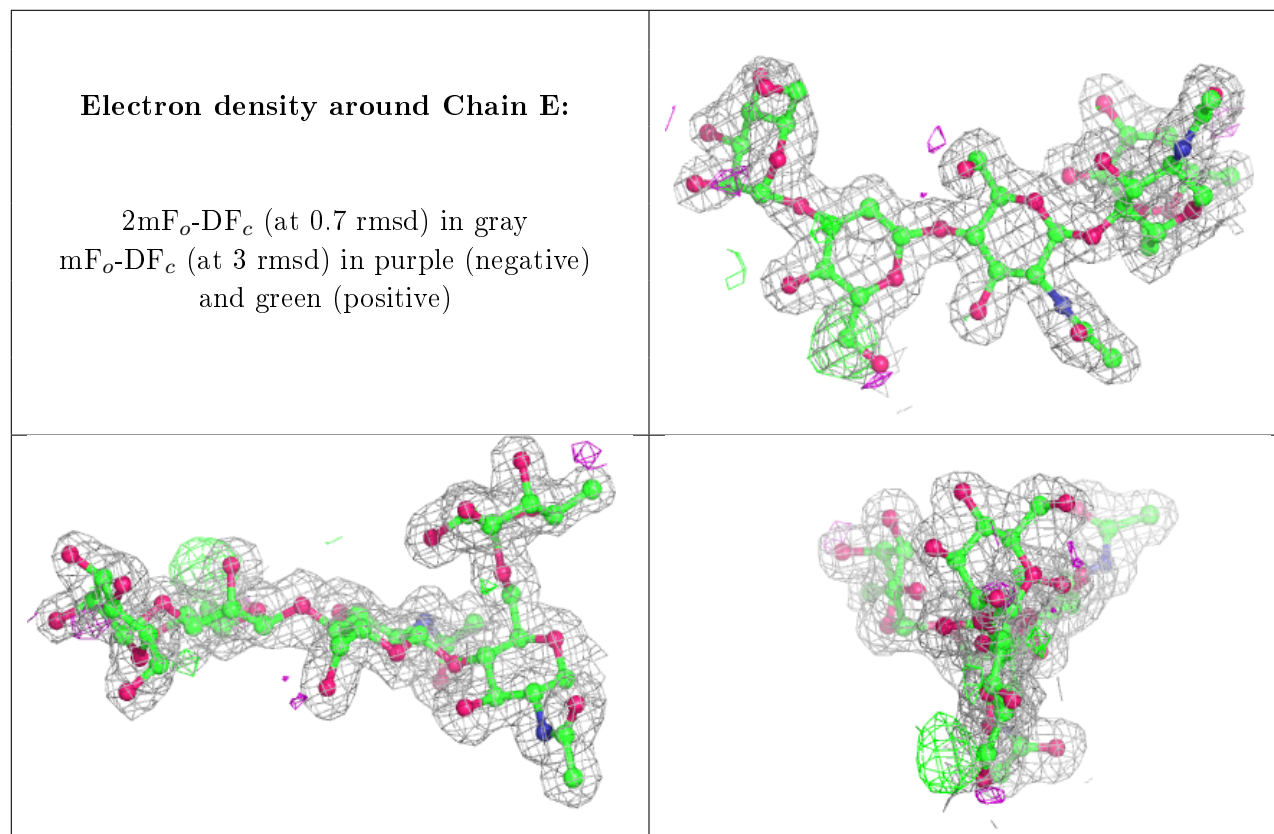 Electron density around Chain E:
2mFo-DFc (at 0.7 rmsd) in gray
mFo-DFc (at 3 rmsd) in purple (negative)
and green (positive)